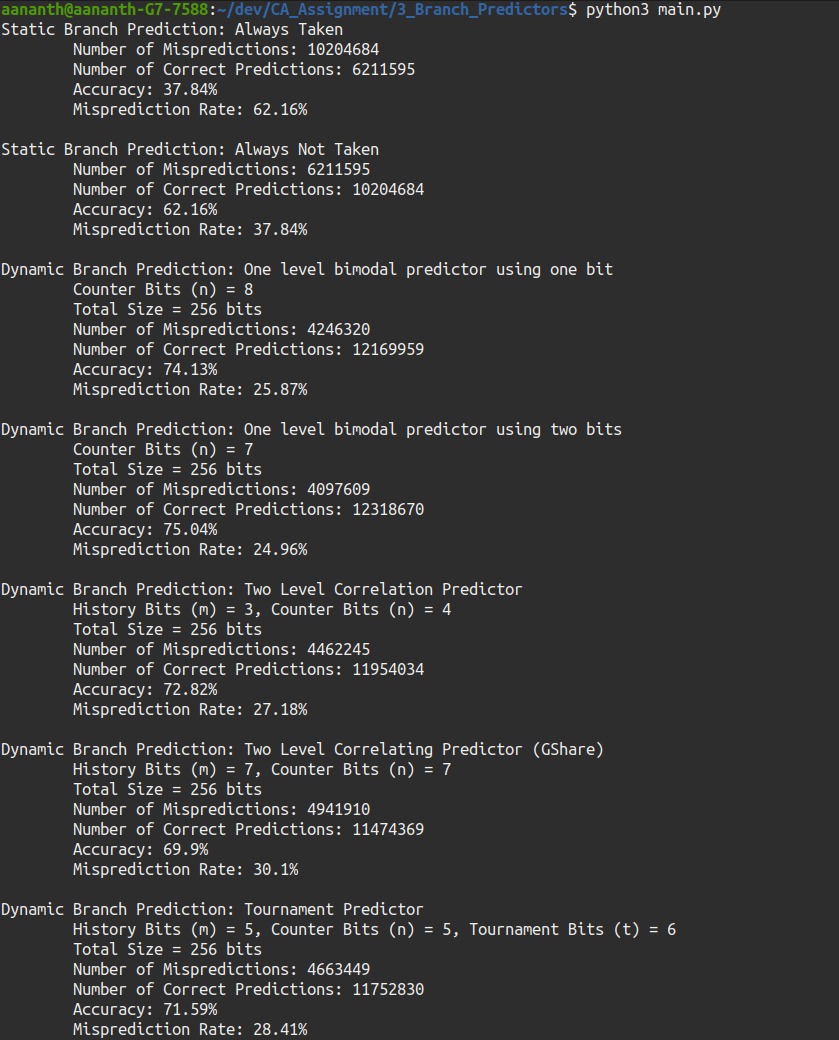 aananth@aananth-G7-7588:~/dev/CA_Assignment/3_Branch_Predictors$ python3 main.py
Static Branch Prediction: Always Taken
Number of Mispredictions: 10204684
Number of Correct Predictions: 6211595
Accuracy: 37.84%
Misprediction Rate: 62.16%
Static Branch Prediction: Always Not Taken
Number of Mispredictions: 6211595
Number of Correct Predictions: 10204684
Accuracy: 62.16%
Misprediction Rate: 37.84%
Dynamic Branch Prediction: One level bimodal predictor using one bit
Counter Bits (n) = 8
Total Size = 256 bits
Number of Mispredictions: 4246320
Number of Correct Predictions: 12169959
Accuracy: 74.13%
Misprediction Rate: 25.87%
Dynamic Branch Prediction: One level bimodal predictor using two bits
Counter Bits (n) = 7
Total Size = 256 bits
Number of Mispredictions: 4097609
Number of Correct Predictions: 12318670
Accuracy: 75.04%
Misprediction Rate: 24.96%
Dynamic Branch Prediction: Two Level Correlation Predictor
History Bits (m) = 3, Counter Bits (n) = 4
Total Size = 256 bits
Number of Mispredictions: 4462245
Number of Correct Predictions: 11954034
Accuracy: 72.82%
Misprediction Rate: 27.18%
Dynamic Branch Prediction: Two Level Correlating Predictor (GShare)
History Bits (m) = 7, Counter Bits (n) = 7
Total Size = 256 bits
Number of Mispredictions: 4941910
Number of Correct Predictions: 11474369
Accuracy: 69.9%
Misprediction Rate: 30.1%
Dynamic Branch Prediction: Tournament Predictor
History Bits (m) = 5, Counter Bits (n) = 5, Tournament Bits (t) = 6
Total Size = 256 bits
Number of Mispredictions: 4663449
Number of Correct Predictions: 11752830
Accuracy: 71.59%
Misprediction Rate: 28.41%